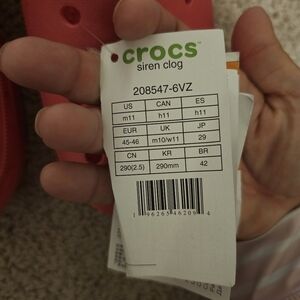 crocs™
siren clog
208547-6VZ
US CAN ES
m11 h11 h11
EUR UK JP
45-46 m10/w11 29
CN KR BR
290(2.5) 290mm 42